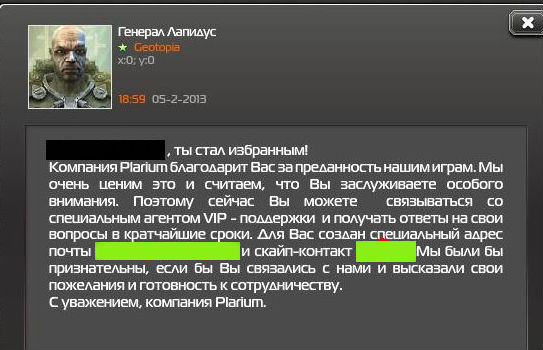 Генерал Лапидус
Geotopia
x:0; y:0
18:59 05-2-2013
, ты стал избранным!
Компания Plarium благодарит Вас за преданность нашим играм. Мы
очень ценим это и считаем, что Вы заслуживаете особого
внимания. Поэтому сейчас Вы можете связываться со
специальным агентом VIP - поддержки и получать ответы на свои
вопросы в кратчайшие сроки. Для Вас создан специальный адрес
почты и скайп-контакт Мы были бы
признательны, если бы Вы связались с нами и высказали свои
пожелания и готовность к сотрудничеству.
С уважением, компания Plarium.